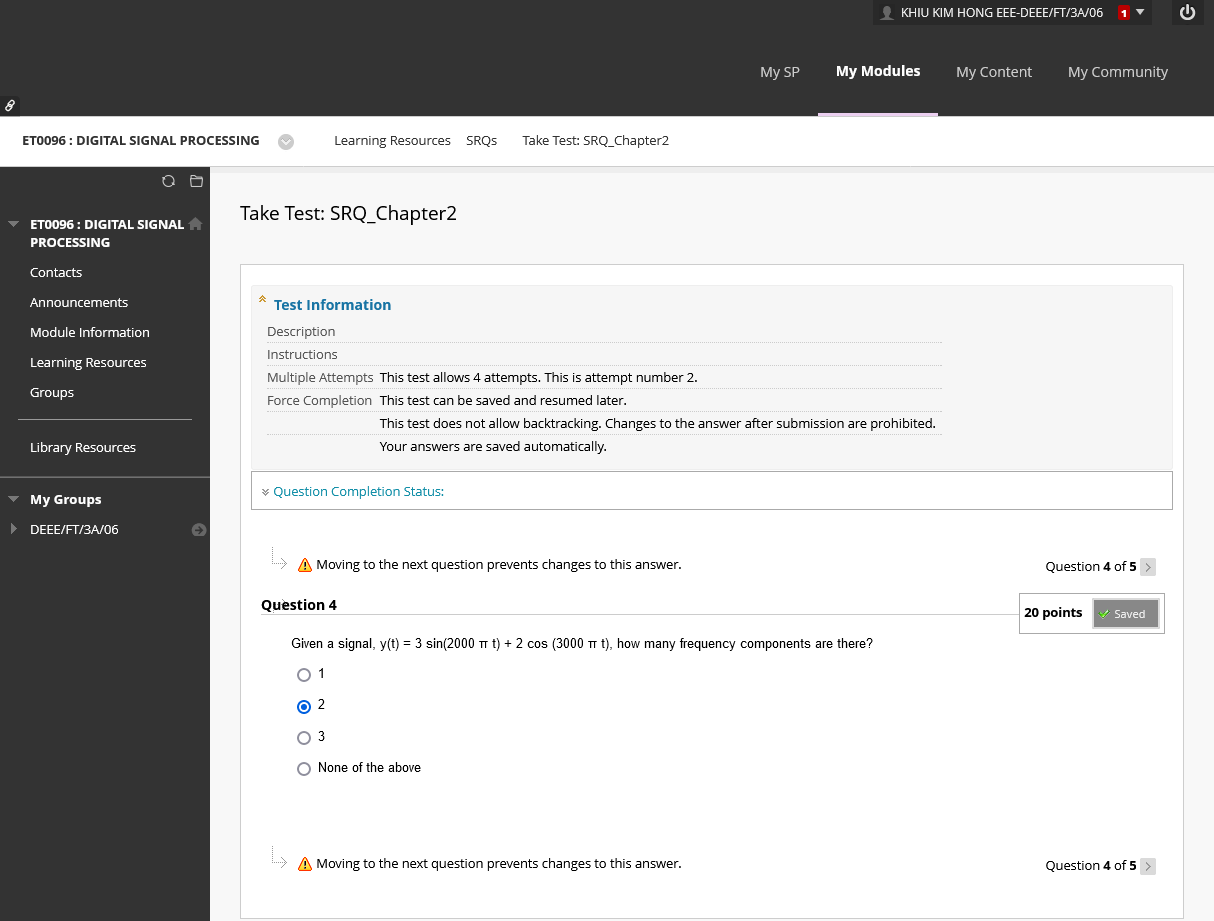 KHIU KIM HONG EEE-DEEE/FT/3A/06 1
My SP My Modules My Content My Community
ET0096 : DIGITAL SIGNAL PROCESSING Learning Resources SRQs Take Test: SRQ_Chapter2
ET0096 : DIGITAL SIGNAL
PROCESSING
Contacts
Announcements
Module Information
Learning Resources
Groups
Library Resources
My Groups
DEEE/FT/3A/06
Take Test: SRQ_Chapter2
Test Information
Description
Instructions
Multiple Attempts This test allows 4 attempts. This is attempt number 2.
Force Completion This test can be saved and resumed later.
This test does not allow backtracking. Changes to the answer after submission are prohibited.
Your answers are saved automatically.
Question Completion Status:
Moving to the next question prevents changes to this answer. Question 4 of 5 >
Question 4
20 points Saved
Given a signal, y(t) = 3 sin(2000 π t) + 2 cos (3000 π t), how many frequency components are there?
1
2
3
None of the above
Moving to the next question prevents changes to this answer. Question 4 of 5 >